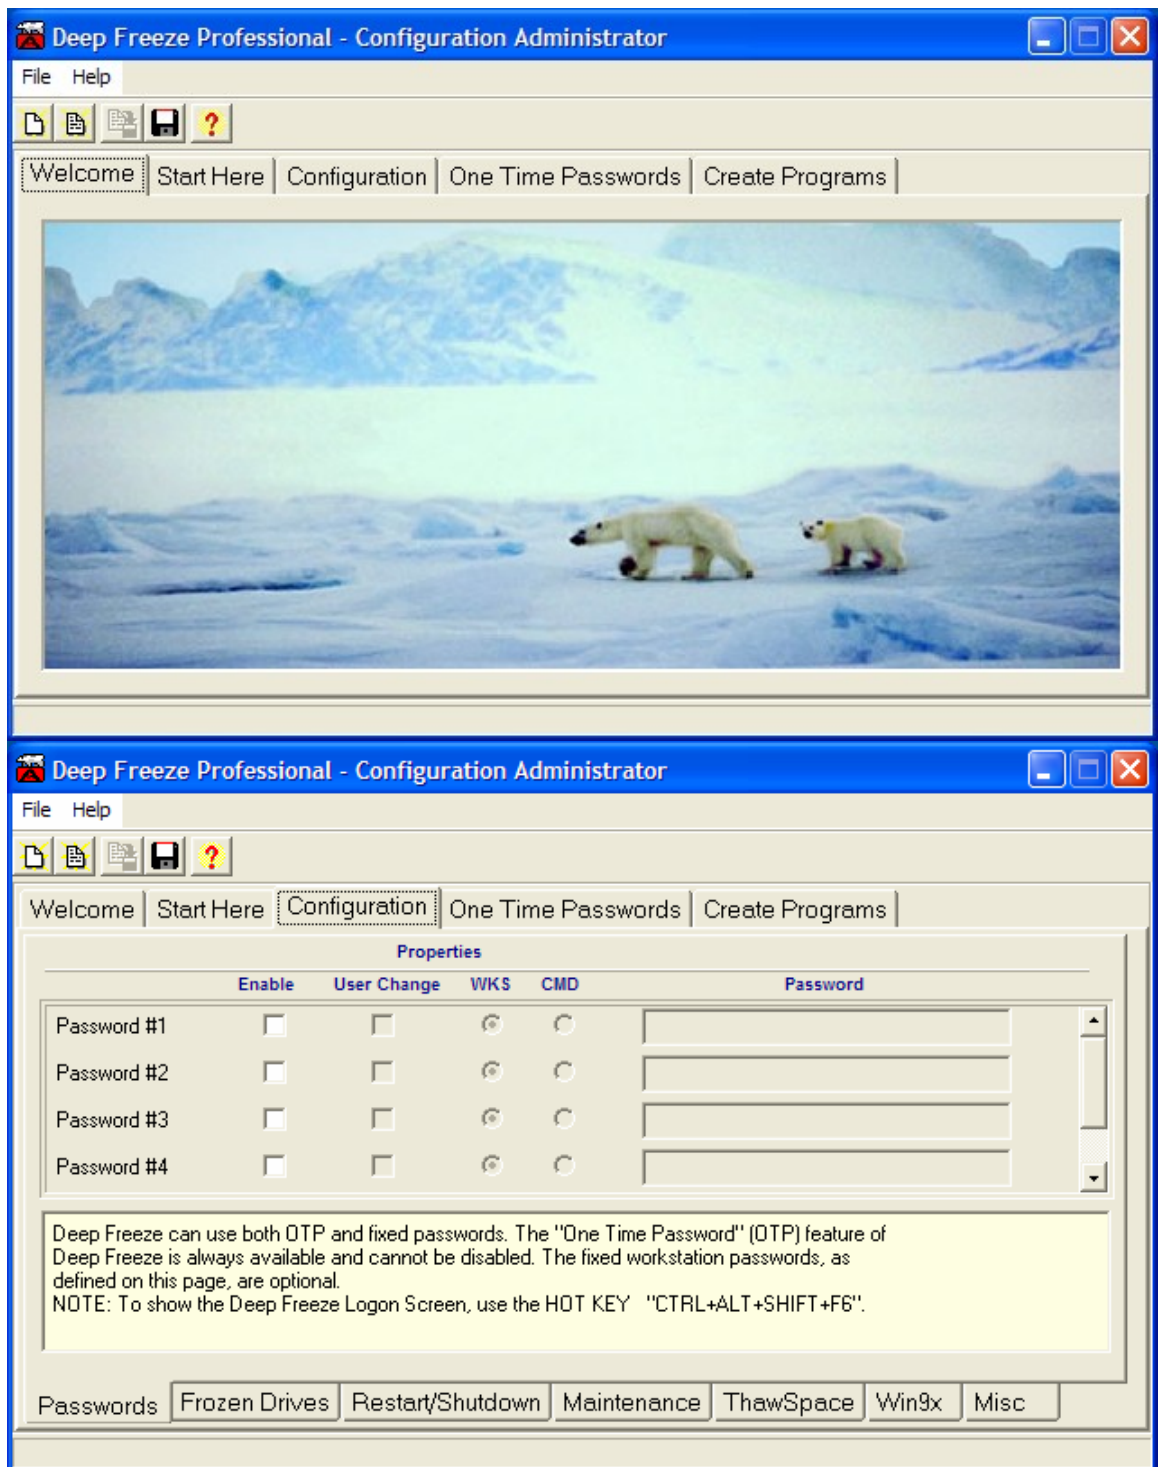 Deep Freeze Professional - Configuration Administrator
File Help
Welcome Start Here Configuration One Time Passwords Create Programs
Deep Freeze Professional - Configuration Administrator
File Help
Welcome Start Here Configuration One Time Passwords Create Programs
Properties
Enable User Change WKS CMD Password
Password #1
Password #2
Password #3
Password #4
Deep Freeze can use both OTP and fixed passwords. The "One Time Password" (OTP) feature of
Deep Freeze is always available and cannot be disabled. The fixed workstation passwords, as
defined on this page, are optional.
NOTE: To show the Deep Freeze Logon Screen, use the HOT KEY "CTRL+ALT+SHIFT+F6".
Passwords Frozen Drives Restart/Shutdown Maintenance ThawSpace Win9x Misc